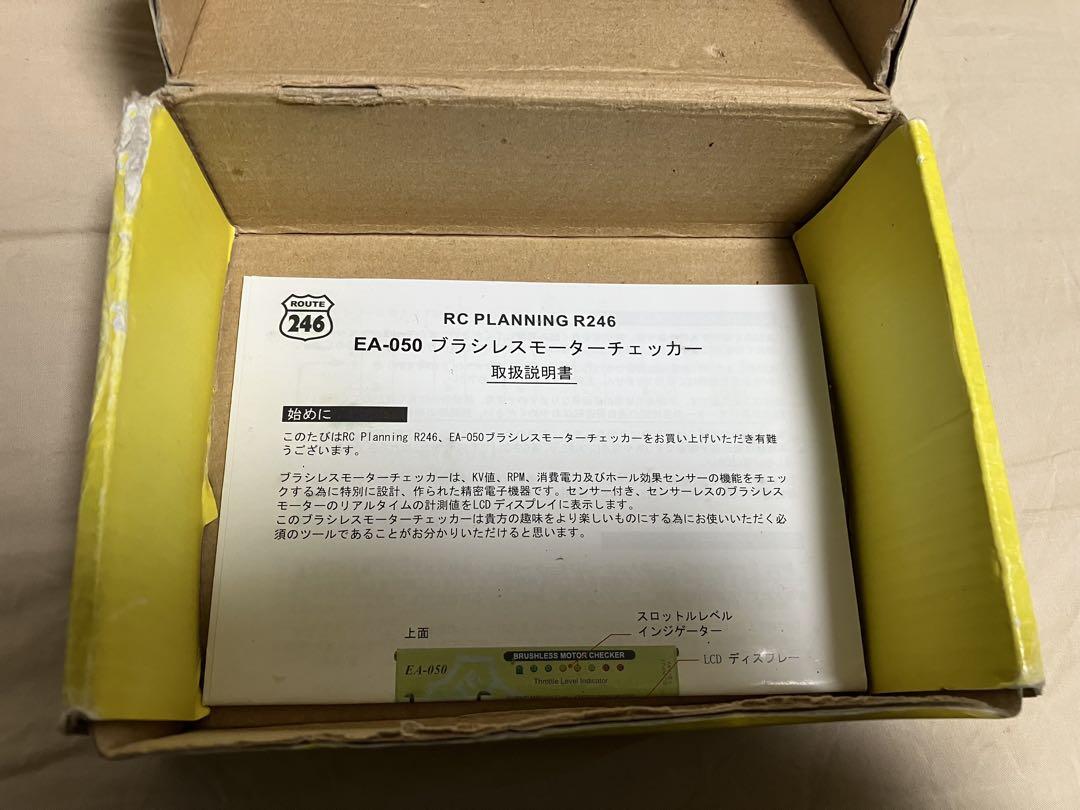 ROUTE
246
RC PLANNING R246
EA-050 ブラシレスモーターチェッカー
取扱説明書
始めに
このたびはRC Planning R246、EA-050ブラシレスモーターチェッカーをお買い上げいただき有難
うございます。
ブラシレスモーターチェッカーは、KV値、RPM、消費電力及びホール効果センサーの機能をチェッ
クする為に特別に設計、作られた精密電子機器です。センサー付き、センサーレスのブラシレス
モーターのリアルタイムの計測値をLCDディスプレイに表示します。
このブラシレスモーターチェッカーは貴方の趣味をより楽しいものにする為にお使いいただく必
須のツールであることがお分かりいただけると思います。
スロットルレベル
インジゲーター
上面
LCD ディスプレー
BRUSHLESS MOTOR CHECKER
EA-050
Throttle Level Indicator